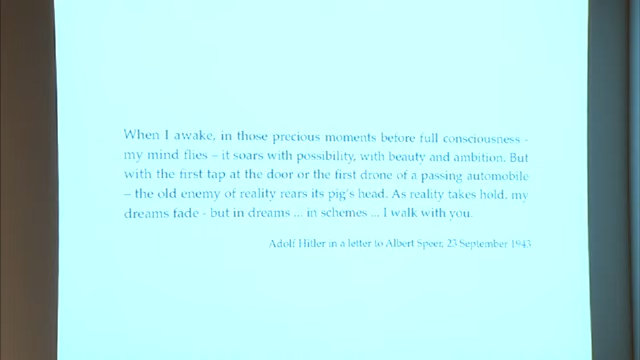 When I awake, in those precious moments before full consciousness -
my mind flies – it soars with possibility, with beauty and ambition. But
with the first tap at the door or the first drone of a passing automobile
– the old enemy of reality rears its pig's head. As reality takes hold, my
dreams fade - but in dreams ... in schemes ... I walk with you.
Adolf Hitler in a letter to Albert Speer, 23 September 1943